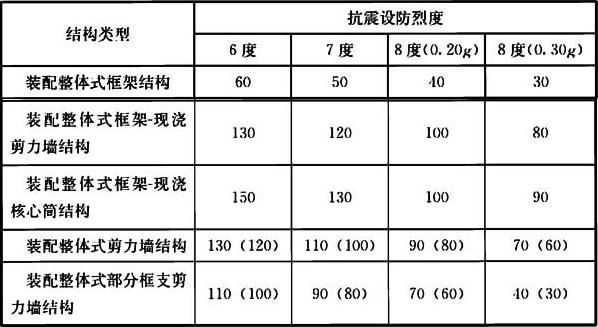 结构类型 抗震设防烈度
6度 7度 8度(0.20g) 8度(0.30g)
装配整体式框架结构 60 50 40 30
装配整体式框架-现浇
剪力墙结构 130 120 100 80
装配整体式框架-现浇
核心筒结构 150 130 100 90
装配整体式剪力墙结构 130（120） 110（100） 90（80） 70（60）
装配整体式部分框支剪
力墙结构 110（100） 90（80） 70（60） 40（30）